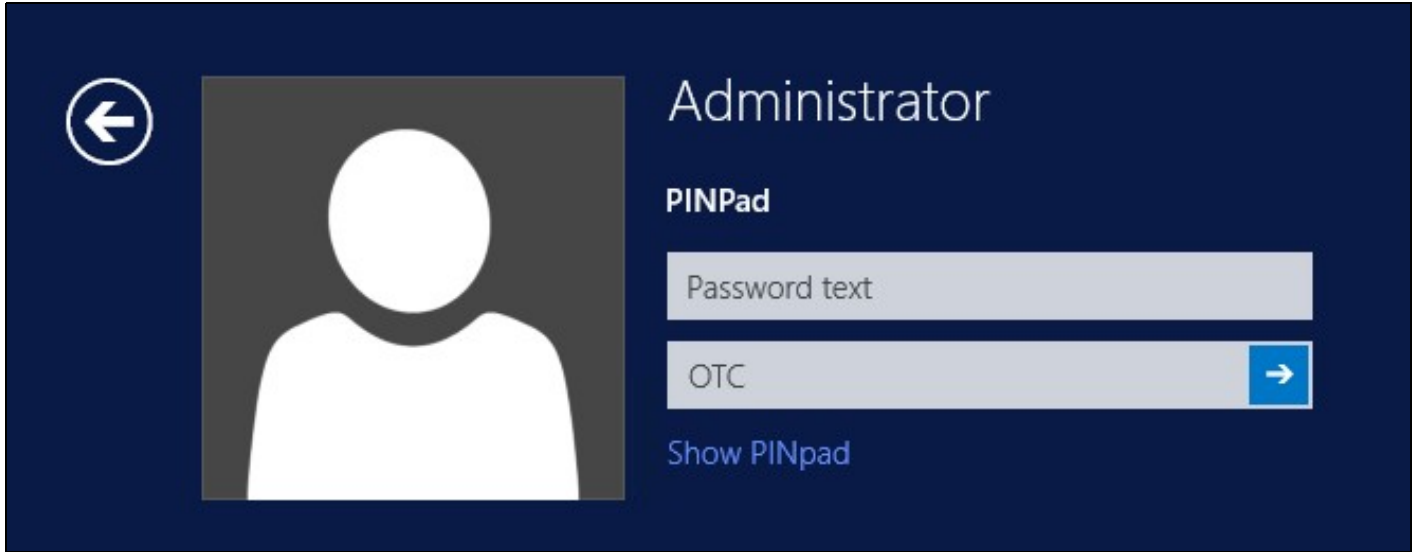 Administrator
PINPad
Password text
OTC
Show PINpad